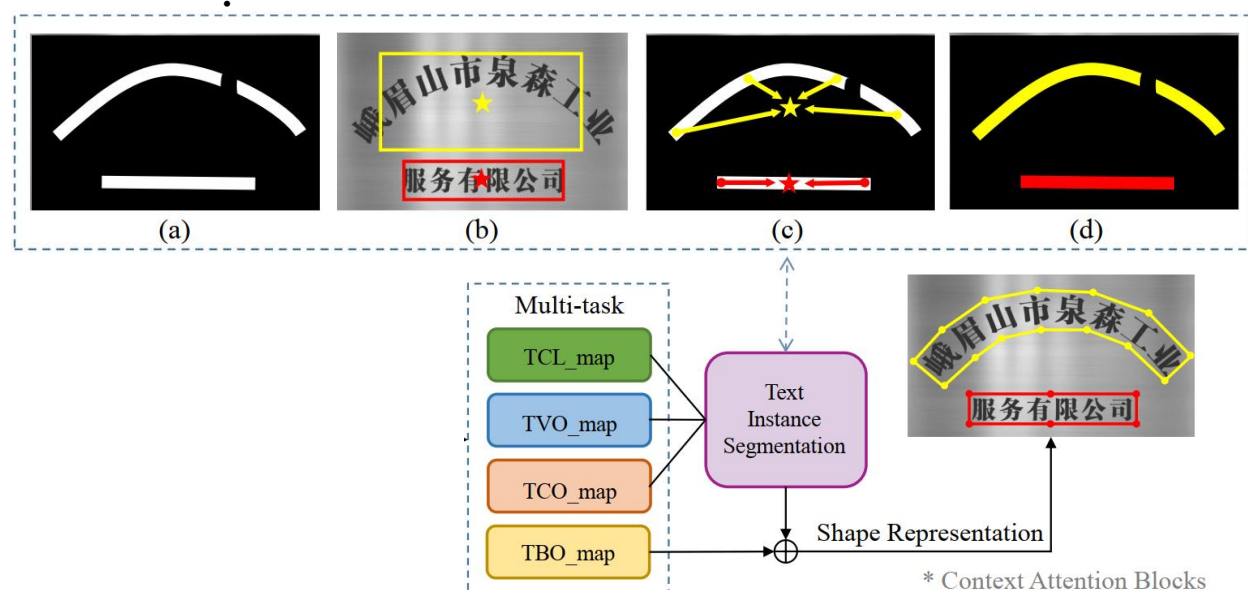 峨眉山市泉森工业
服务有限公司
(a)
(b)
(c)
(d)
Multi-task
TCL_map
TVO_map
TCO_map
TBO_map
Text
Instance
Segmentation
峨眉山市泉森工业
服务有限公司
Shape Representation
* Context Attention Blocks